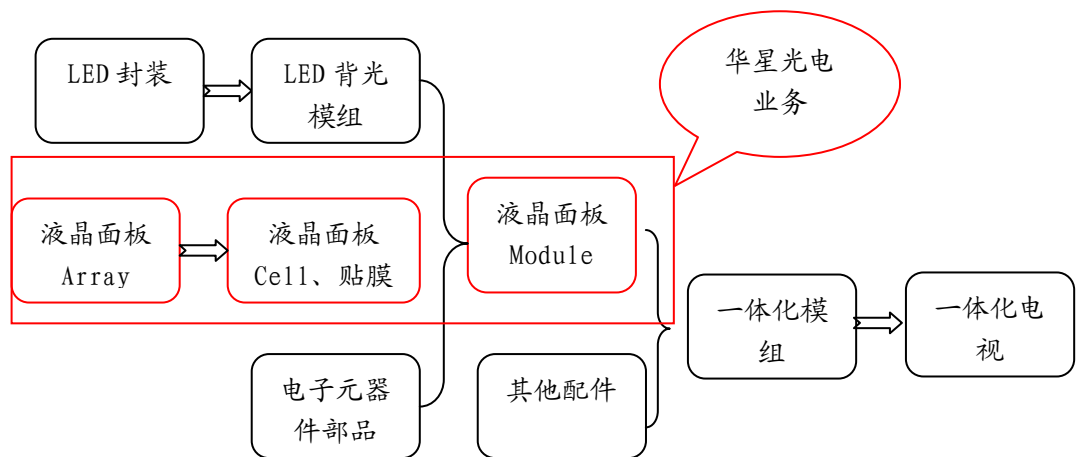 LED 封装
LED 背光
模组
华星光电
业务
液晶面板
Array
液晶面板
Cell、贴膜
液晶面板
Module
一体化模
组
一体化电
视
电子元器
件部品
其他配件